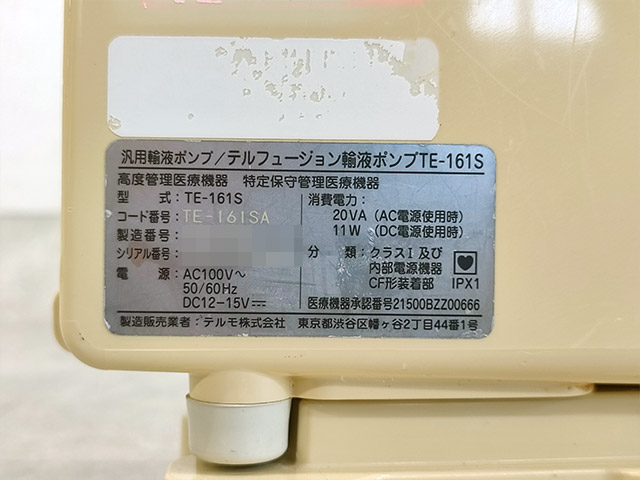 汎用輸液ポンプ/テルフュージョン輸液ポンプTE-161S
高度管理医療機器 特定保守管理医療機器
型式:TE-161S
コード番号:TE-161SA
製造番号:
シリアル番号:
電源:AC100V～
50/60Hz
DC12-15V⎓
消費電力:
20VA (AC電源使用時)
11W (DC電源使用時)
分類:クラスⅠ及び
内部電源機器
CF形装着部
IPX1
医療機器承認番号21500BZZ00666
製造販売業者:テルモ株式会社 東京都渋谷区幡ヶ谷2丁目44番1号